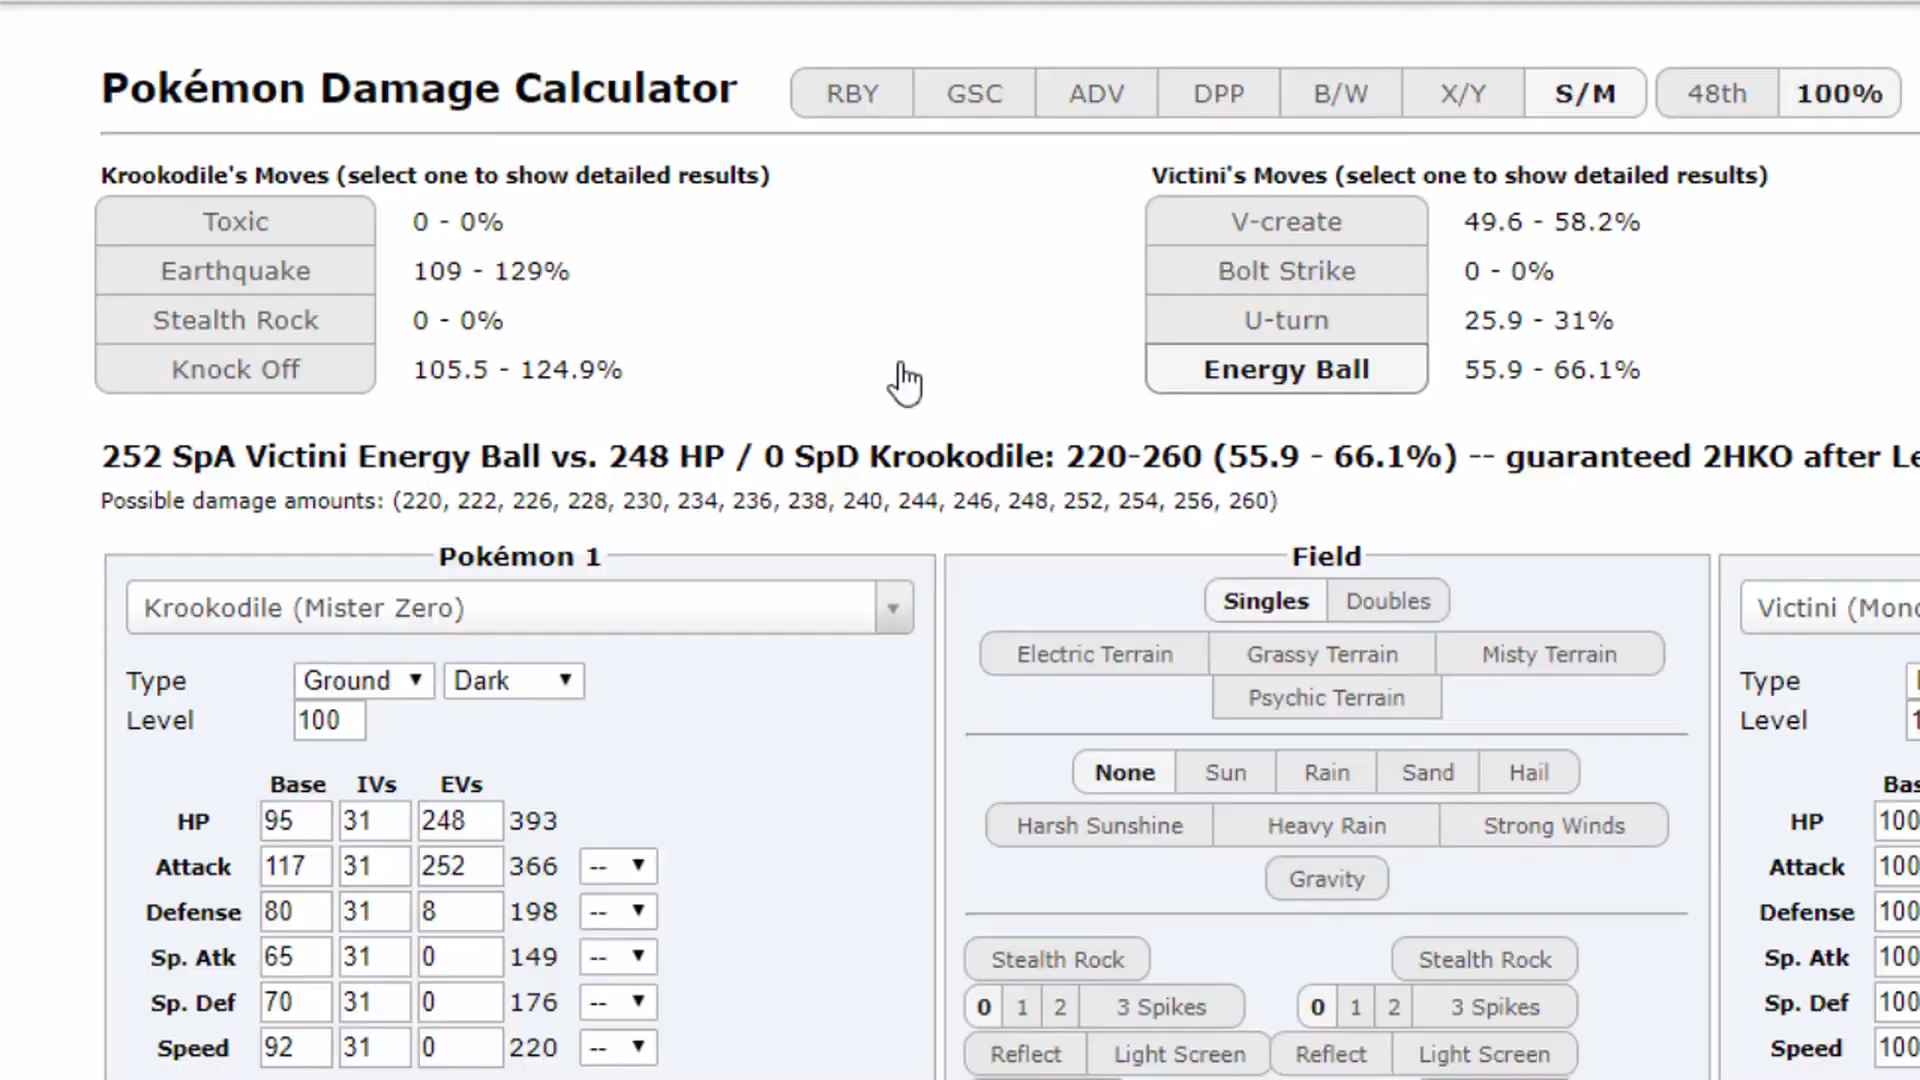 Pokémon Damage Calculator RBY GSC ADV DPP B/W X/Y S/M 48th 100%
Krookodile's Moves (select one to show detailed results) Victini's Moves (select one to show detailed results)
Toxic 0 - 0% V-create 49.6 - 58.2%
Earthquake 109 - 129% Bolt Strike 0 - 0%
Stealth Rock 0 - 0% U-turn 25.9 - 31%
Knock Off 105.5 - 124.9% Energy Ball 55.9 - 66.1%
252 SpA Victini Energy Ball vs. 248 HP / 0 SpD Krookodile: 220-260 (55.9 - 66.1%) -- guaranteed 2HKO after Le
Possible damage amounts: (220, 222, 226, 228, 230, 234, 236, 238, 240, 244, 246, 248, 252, 254, 256, 260)
Pokémon 1
Krookodile (Mister Zero)
Type Ground Dark
Level 100
Base IVs EVs
HP 95 31 248 393
Attack 117 31 252 366 --
Defense 80 31 8 198 --
Sp. Atk 65 31 0 149 --
Sp. Def 70 31 0 176 --
Speed 92 31 0 220 --
Field
Singles Doubles
Electric Terrain Grassy Terrain Misty Terrain
Psychic Terrain
None Sun Rain Sand Hail
Harsh Sunshine Heavy Rain Strong Winds
Gravity
Stealth Rock Stealth Rock
0 1 2 3 Spikes 0 1 2 3 Spikes
Reflect Light Screen Reflect Light Screen
Victini (Mono
Type
Level 1
Bas
HP 100
Attack 100
Defense 100
Sp. Atk 100
Sp. Def 100
Speed 100